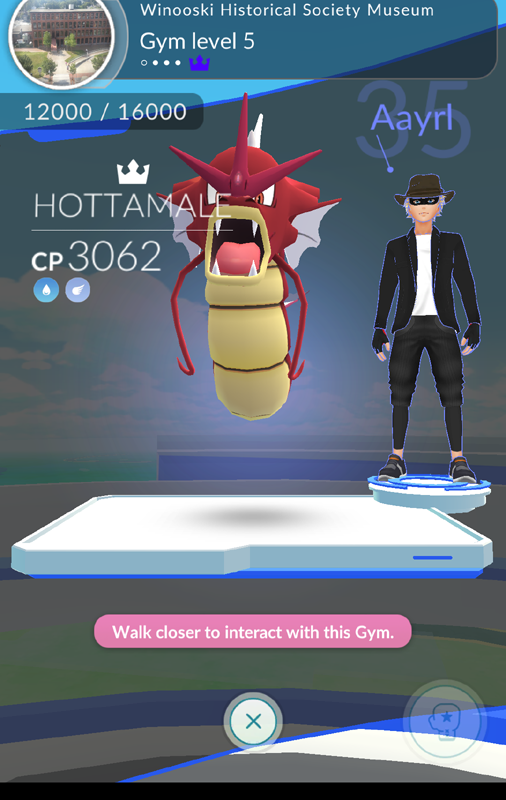 Winooski Historical Society Museum
Gym level 5
12000 / 16000
35
Aayrl
HOTTAMALE
CP 3062
Walk closer to interact with this Gym.